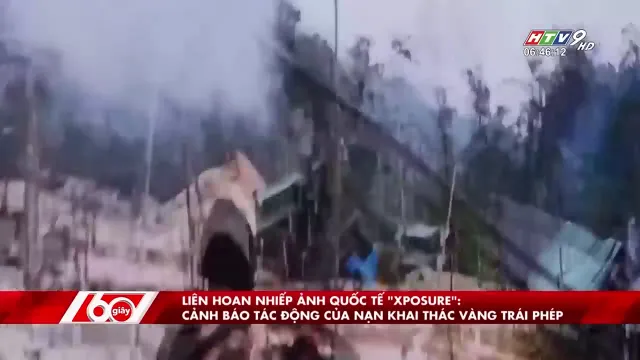 HTV9 HD
06:46:12
60 giây
LIÊN HOAN NHIẾP ẢNH QUỐC TẾ "XPOSURE":
CẢNH BÁO TÁC ĐỘNG CỦA NẠN KHAI THÁC VÀNG TRÁI PHÉP